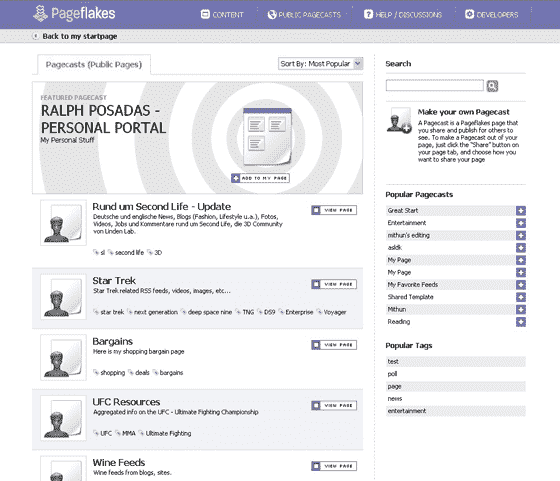 Pageflakes
CONTENT
PUBLIC PAGECASTS
HELP / DISCUSSIONS
DEVELOPERS
Back to my startpage
Pagecasts (Public Pages)
Sort By: Most Popular
FEATURED PAGECAST
RALPH POSADAS -
PERSONAL PORTAL
My Personal Stuff
ADD TO MY PAGE
Rund um Second Life - Update
VIEW PAGE
Deutsche und englische News, Blogs (Fashion, Lifestyle u.a.), Fotos,
Videos, Jobs und Kommentare rund um Second Life, die 3D Community
von Linden Lab.
sl second life 3D
Star Trek
VIEW PAGE
Star Trek related RSS feeds, videos, images, etc...
star trek next generation deep space nine TNG DS9 Enterprise Voyager
Bargains
VIEW PAGE
Here is my shopping bargain page
shopping deals bargains
UFC Resources
VIEW PAGE
Aggregated info on the UFC - Ultimate Fighting Championship
UFC MMA Ultimate Fighting
Wine Feeds
VIEW PAGE
Wine feeds from blogs, sites.
Search
Make your own Pagecast
A Pagecast is a Pageflakes page that
you share and publish for others to
see. To make a Pagecast out of your
page, just click the "Share" button on
your page tab, and choose how you
want to share your page
Popular Pagecasts
Great Start
Entertainment
mithun's editing
asldk
My Page
My Page
My Favorite Feeds
Shared Template
Mithun
Reading
Popular Tags
test
poll
page
news
entertainment